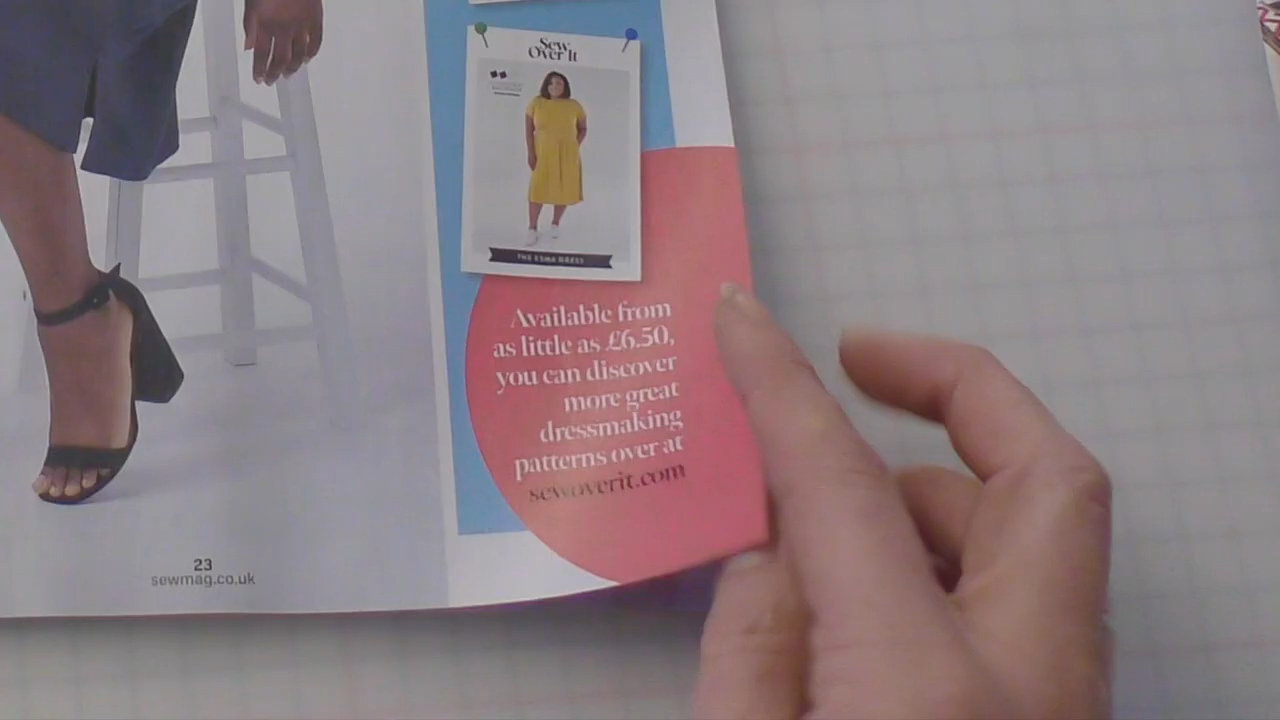 Sew
Over It
THE ESMA DRESS
Available from
as little as £6.50,
you can discover
more great
dressmaking
patterns over at
sewoverit.com
23
sewmag.co.uk